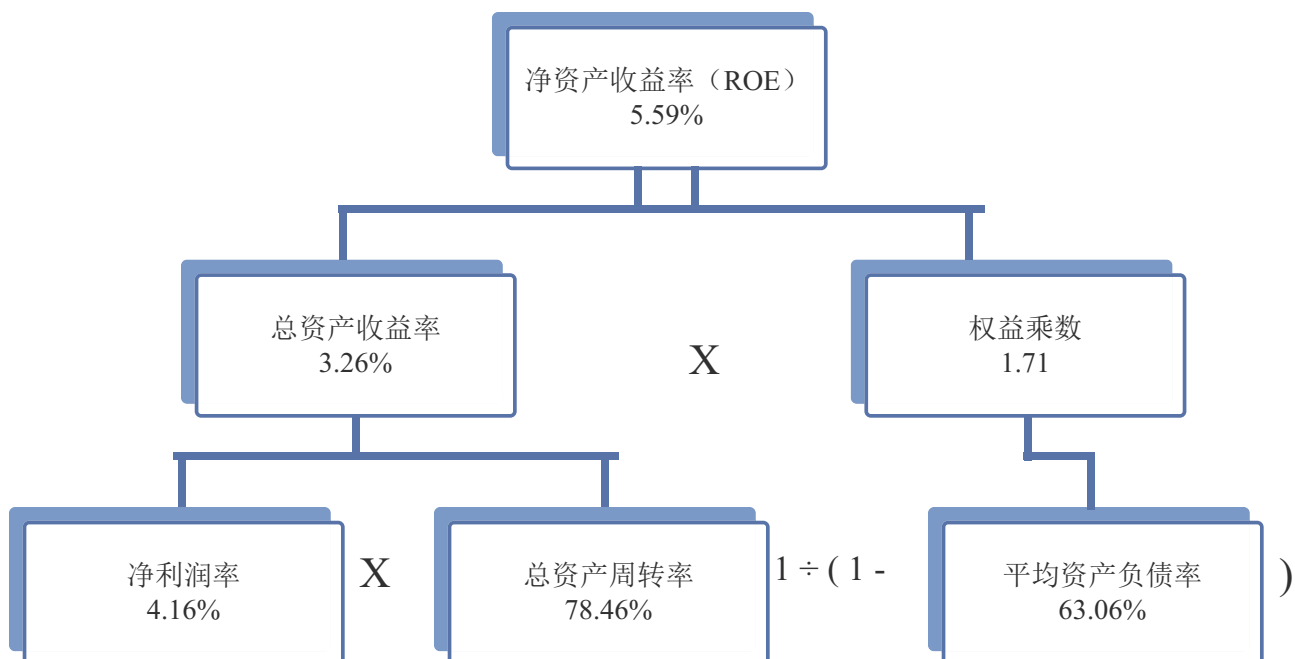 净资产收益率（ROE）
5.59%
总资产收益率
3.26%
X
权益乘数
1.71
净利润率
4.16%
X
总资产周转率
78.46%
1 ÷ ( 1 -
平均资产负债率
63.06%
)